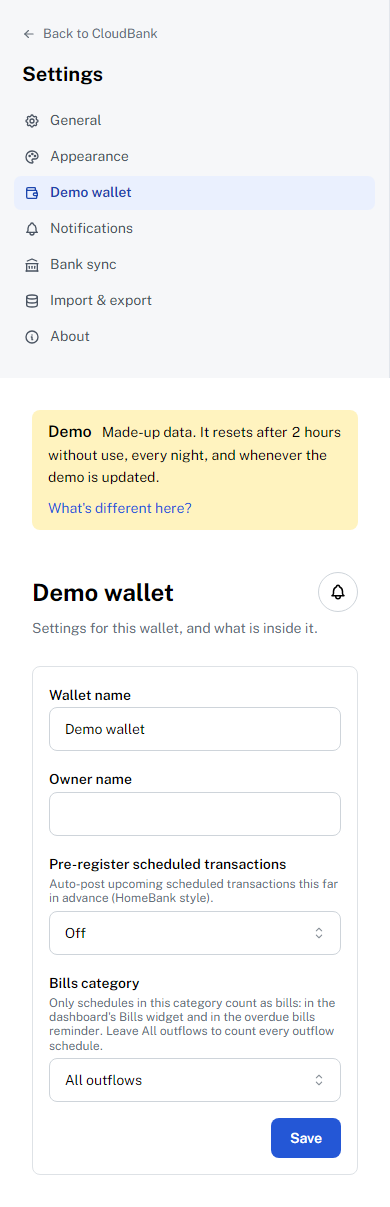 Back to CloudBank
Settings
General
Appearance
Demo wallet
Notifications
Bank sync
Import & export
About
Demo Made-up data. It resets after 2 hours
without use, every night, and whenever the
demo is updated.
What's different here?
Demo wallet
Settings for this wallet, and what is inside it.
Wallet name
Demo wallet
Owner name
Pre-register scheduled transactions
Auto-post upcoming scheduled transactions this far
in advance (HomeBank style).
Off
Bills category
Only schedules in this category count as bills: in the
dashboard's Bills widget and in the overdue bills
reminder. Leave All outflows to count every outflow
schedule.
All outflows
Save